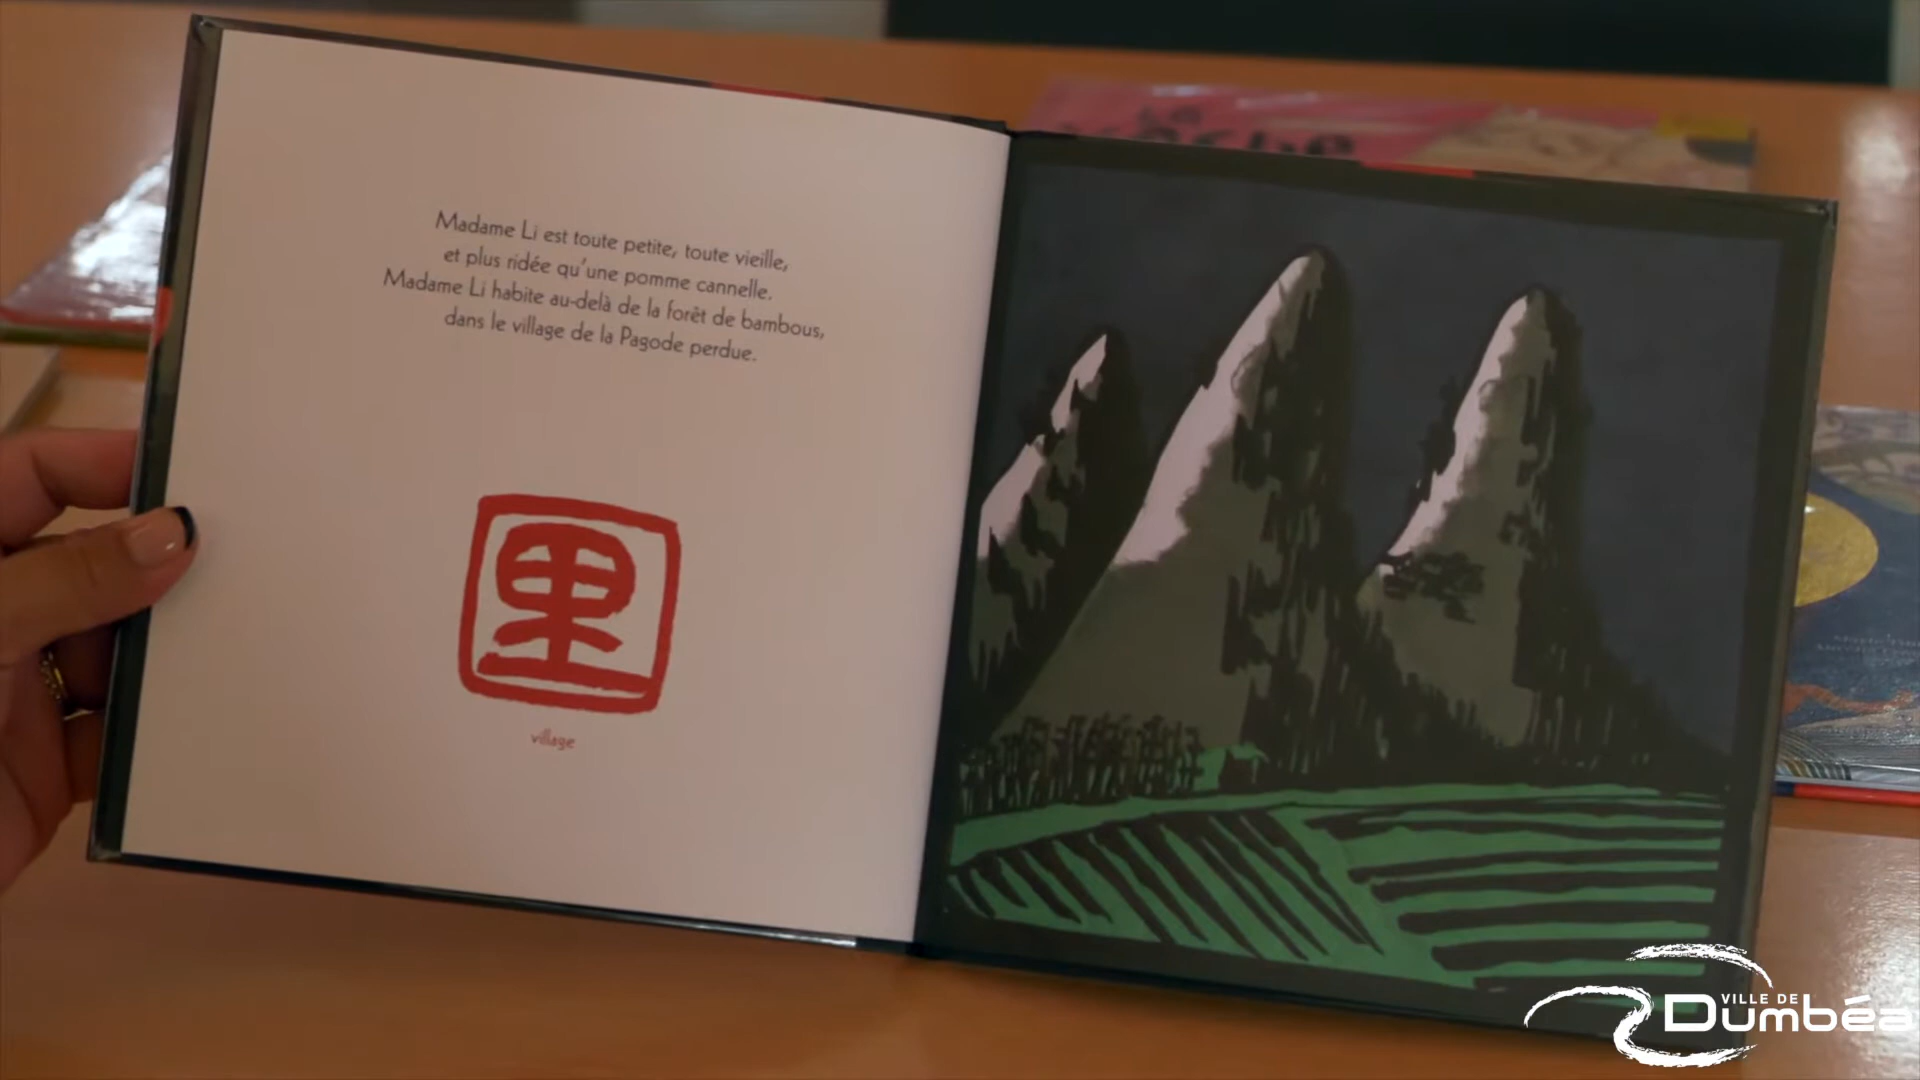 Madame Li est toute petite, toute vieille,
et plus ridée qu'une pomme cannelle.
Madame Li habite au-delà de la forêt de bambous,
dans le village de la Pagode perdue.
里
village
La
VILLE DE
Dumbéa